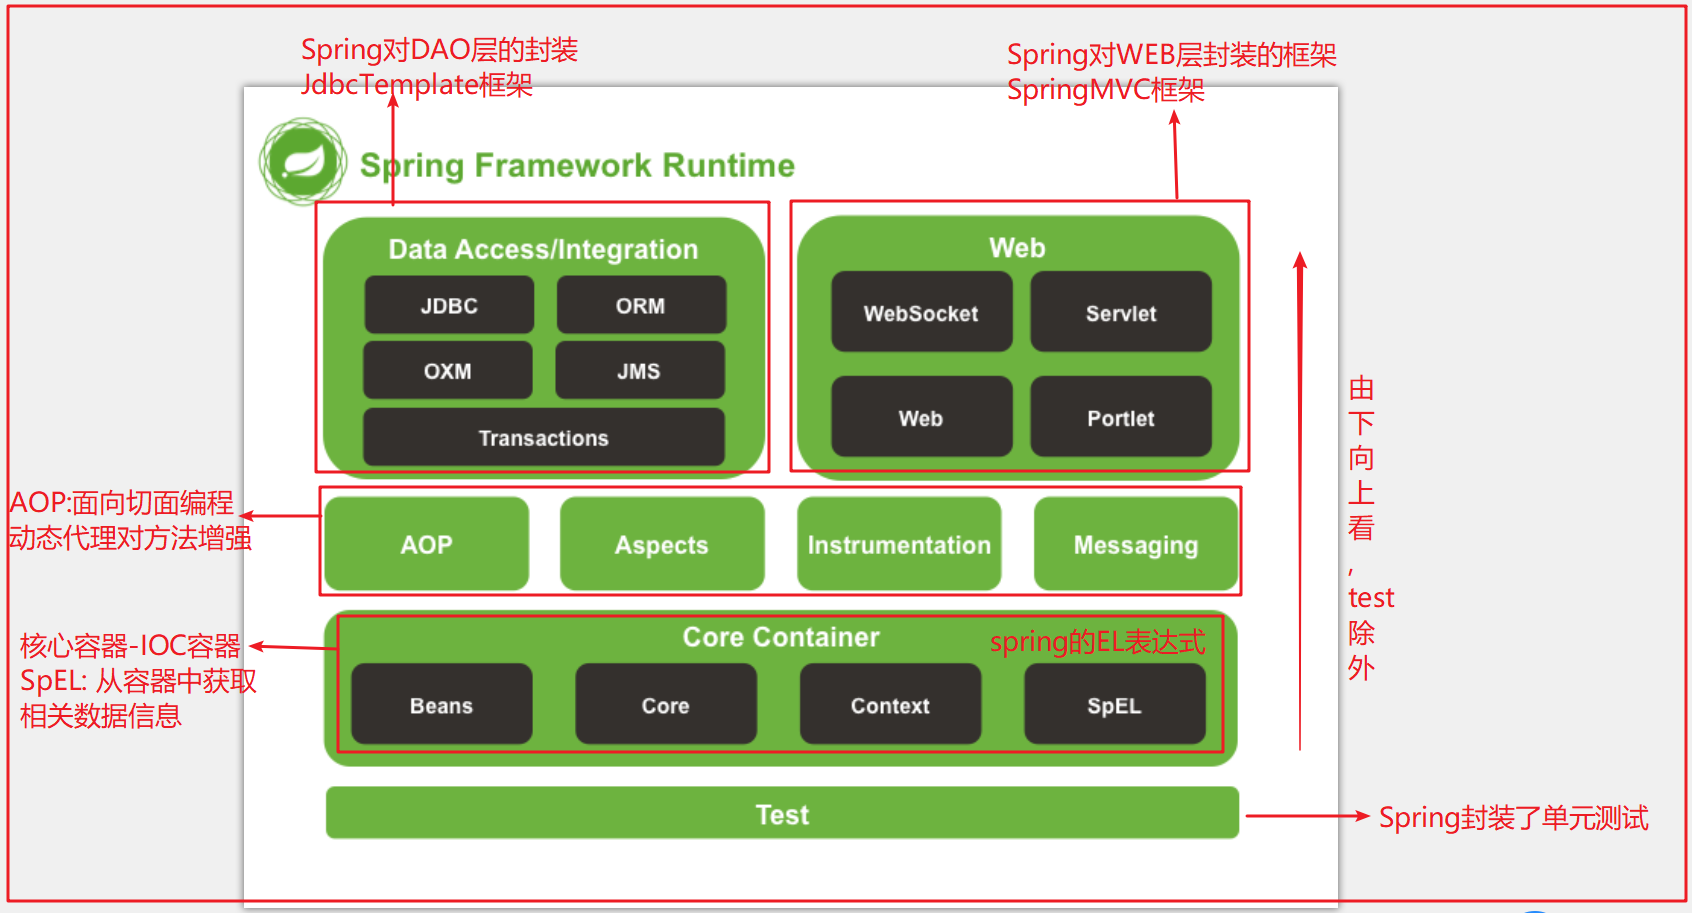 Spring对DAO层的封装
JdbcTemplate框架
Spring对WEB层封装的框架
SpringMVC框架
Spring Framework Runtime
Data Access/Integration
JDBC
ORM
OXM
JMS
Transactions
Web
WebSocket
Servlet
Web
Portlet
由
下
向
上
看
,
test
除
外
AOP:面向切面编程
动态代理对方法增强
AOP
Aspects
Instrumentation
Messaging
核心容器-IOC容器
SpEL: 从容器中获取
相关数据信息
Core Container
spring的EL表达式
Beans
Core
Context
SpEL
Test
Spring封装了单元测试